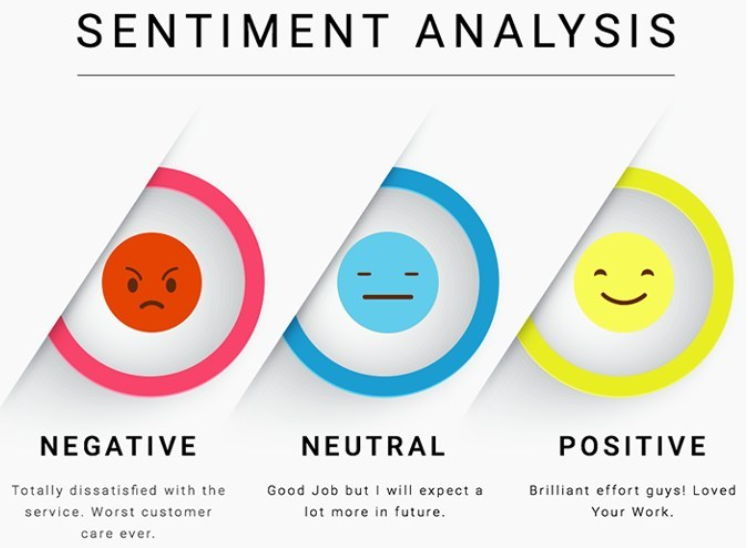 SENTIMENT ANALYSIS
NEGATIVE
Totally dissatisfied with the
service. Worst customer
care ever.
NEUTRAL
Good Job but I will expect a
lot more in future.
POSITIVE
Brilliant effort guys! Loved
Your Work.